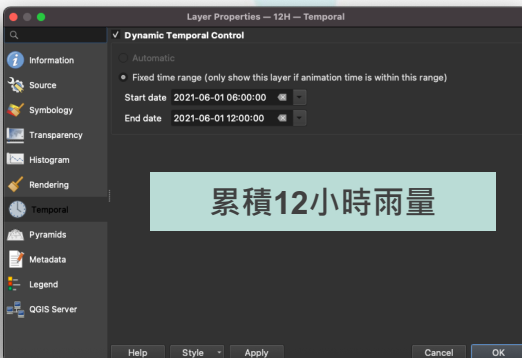 Layer Properties — 12H — Temporal
Information
Source
Symbology
Transparency
Histogram
Rendering
Temporal
Pyramids
Metadata
Legend
QGIS Server
Dynamic Temporal Control
Automatic
Fixed time range (only show this layer if animation time is within this range)
Start date 2021-06-01 06:00:00
End date 2021-06-01 12:00:00
累積12小時雨量
Help Style Apply Cancel OK